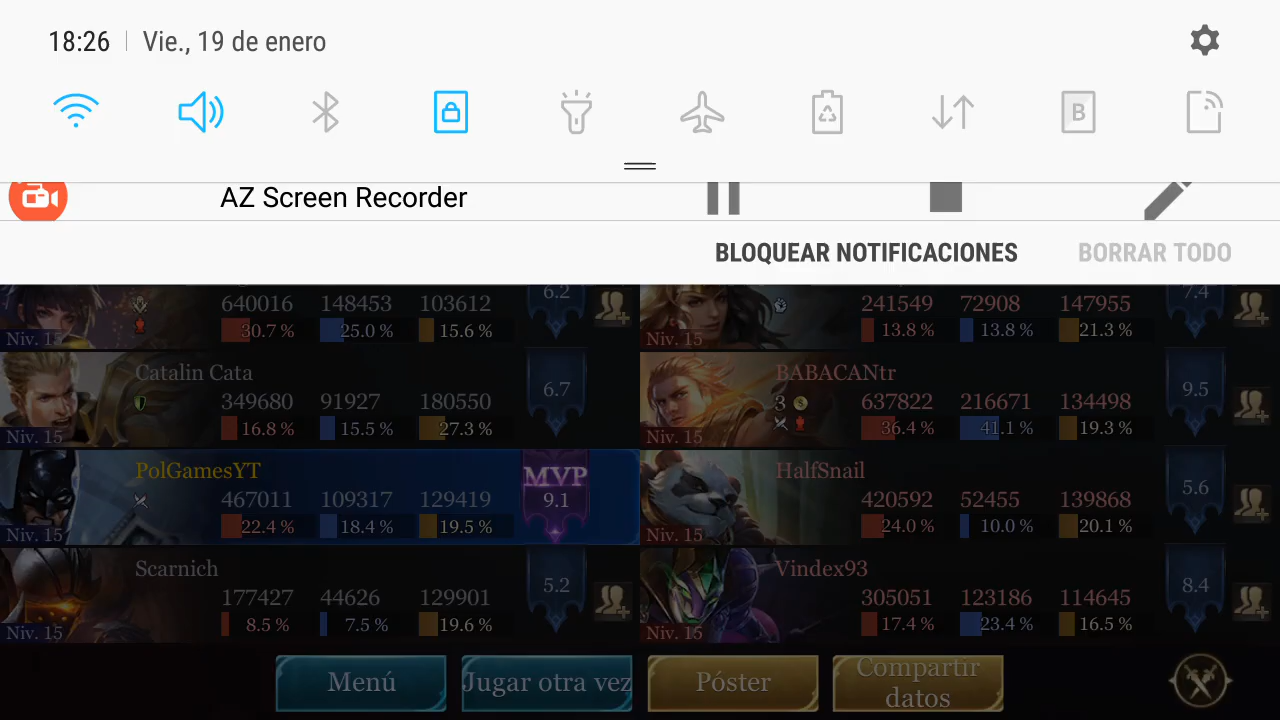 18:26 | Vie., 19 de enero
B
AZ Screen Recorder
BLOQUEAR NOTIFICACIONES BORRAR TODO
640016 148453 103612 6.2
30.7 % 25.0 % 15.6 %
Niv. 15
241549 72908 147955 7.4
13.8 % 13.8 % 21.3 %
Niv. 15
Catalin Cata
349680 91927 180550 6.7
16.8 % 15.5 % 27.3 %
Niv. 15
BABACANtr
3 $ 637822 216671 134498 9.5
36.4 % 41.1 % 19.3 %
Niv. 15
PolGamesYT
MVP
467011 109317 129419 9.1
22.4 % 18.4 % 19.5 %
Niv. 15
HalfSnail
420592 52455 139868 5.6
24.0 % 10.0 % 20.1 %
Niv. 15
Scarnich
177427 44626 129901 5.2
8.5 % 7.5 % 19.6 %
Niv. 15
Vindex93
305051 123186 114645 8.4
17.4 % 23.4 % 16.5 %
Niv. 15
Menú
Jugar otra vez
Póster
Compartir
datos